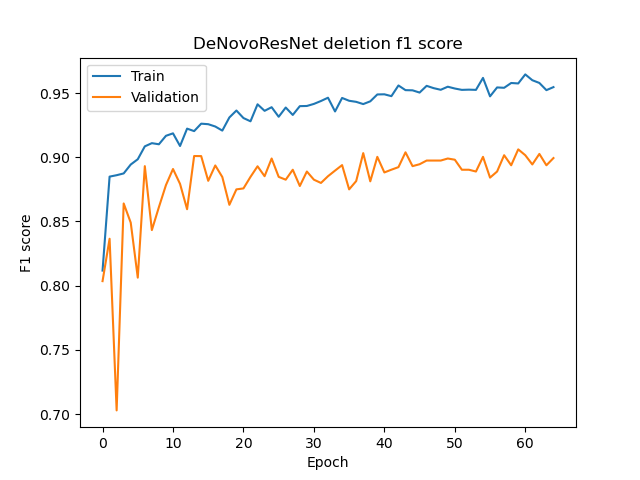 DeNovoResNet deletion f1 score
Train
Validation
F1 score
0.95
0.90
0.85
0.80
0.75
0.70
0 10 20 30 40 50 60
Epoch